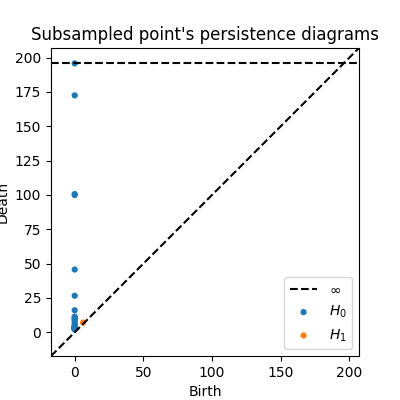 Subsampled point's persistence diagrams
200
175
150
125
100
75
50
25
0
Death
0 50 100 150 200
Birth
∞
H₀
H₁